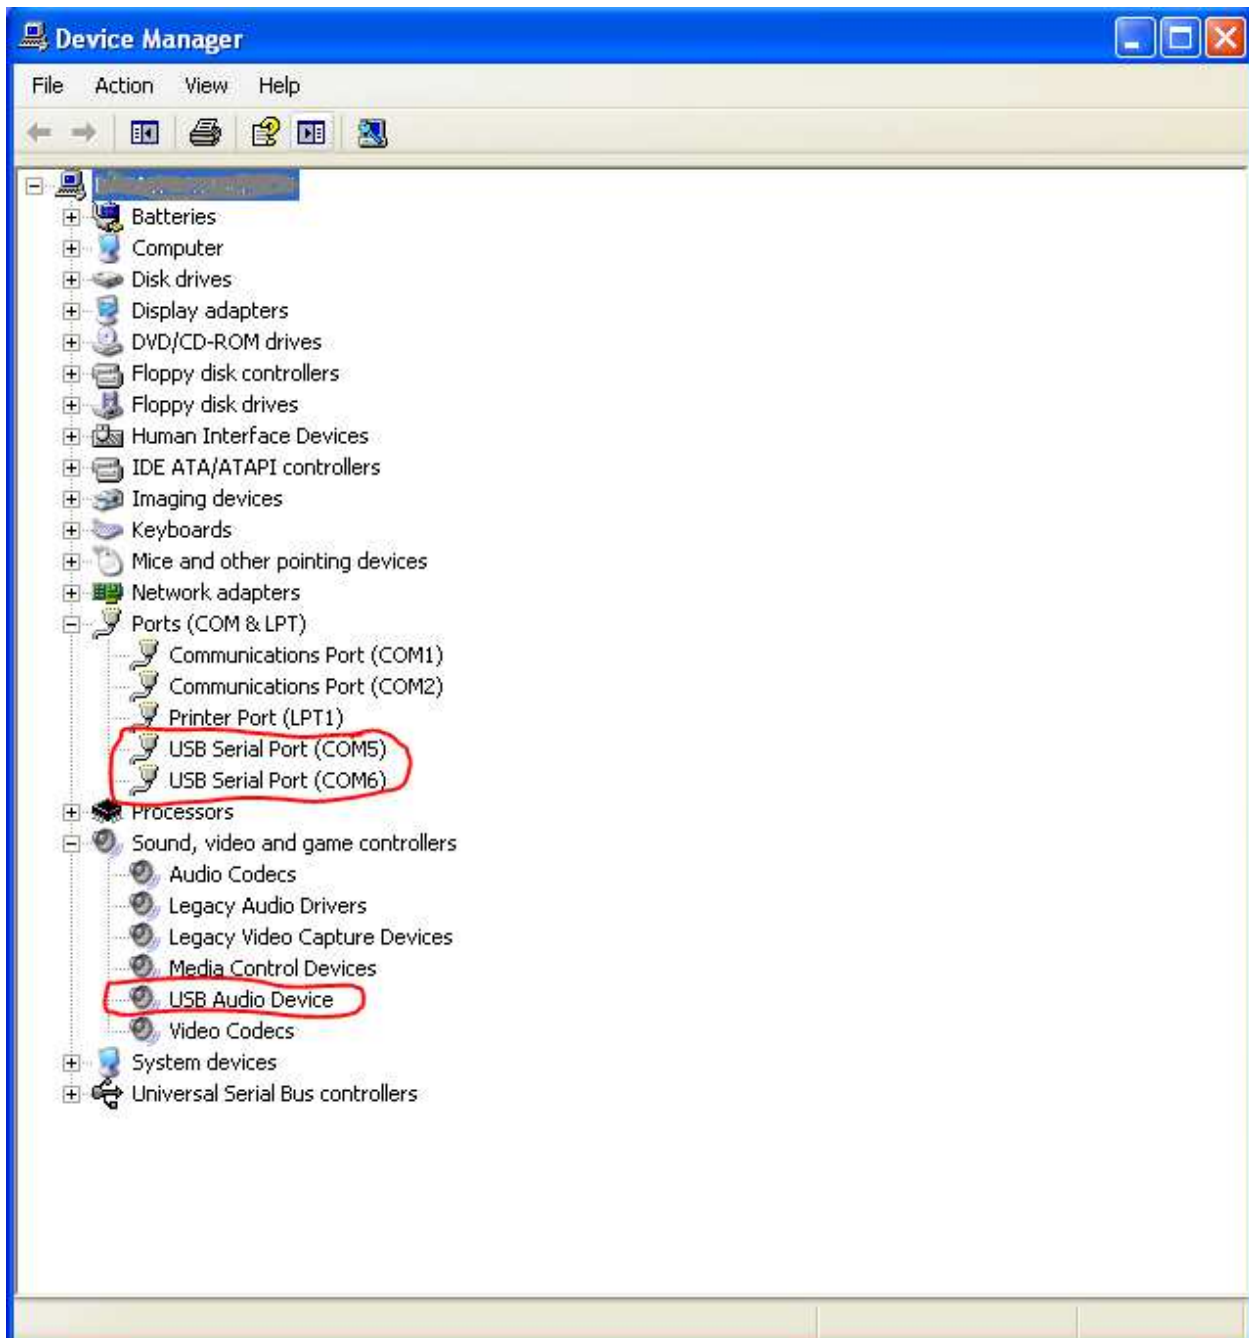 Device Manager
File Action View Help
Batteries
Computer
Disk drives
Display adapters
DVD/CD-ROM drives
Floppy disk controllers
Floppy disk drives
Human Interface Devices
IDE ATA/ATAPI controllers
Imaging devices
Keyboards
Mice and other pointing devices
Network adapters
Ports (COM & LPT)
Communications Port (COM1)
Communications Port (COM2)
Printer Port (LPT1)
USB Serial Port (COM5)
USB Serial Port (COM6)
Processors
Sound, video and game controllers
Audio Codecs
Legacy Audio Drivers
Legacy Video Capture Devices
Media Control Devices
USB Audio Device
Video Codecs
System devices
Universal Serial Bus controllers